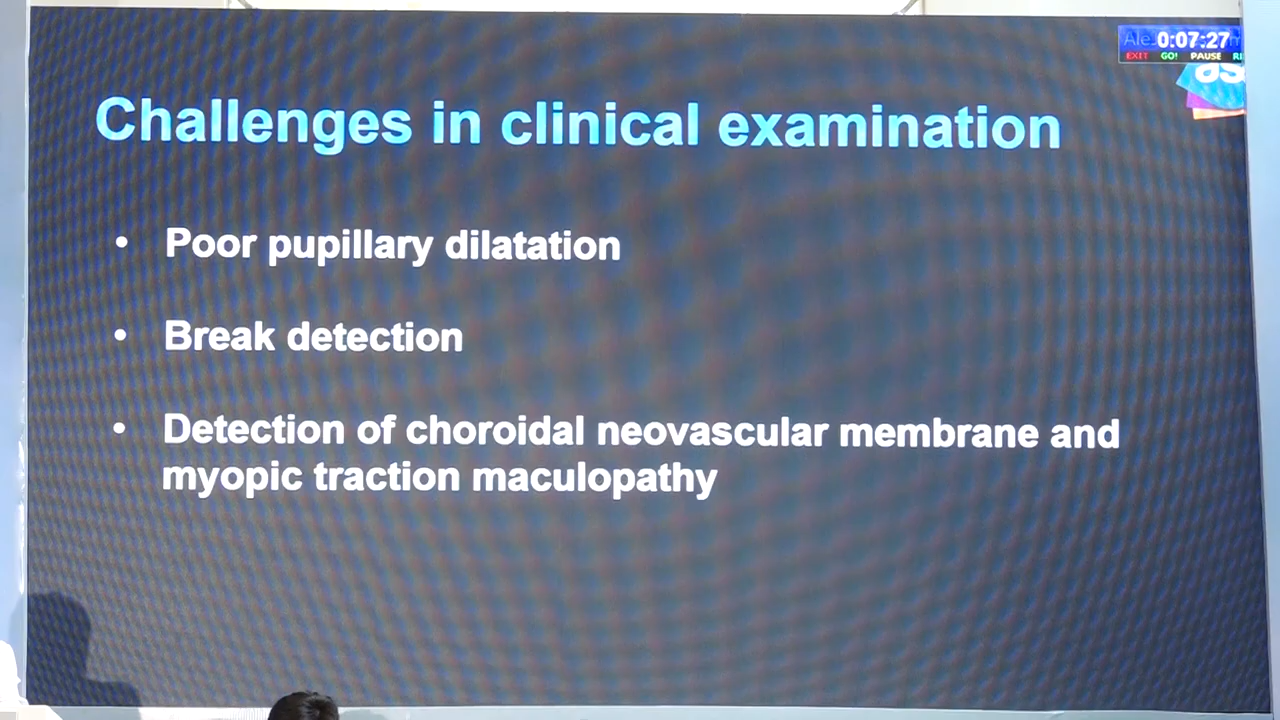 0:07:27
EXIT GO! PAUSE
Challenges in clinical examination
• Poor pupillary dilatation
• Break detection
• Detection of choroidal neovascular membrane and
myopic traction maculopathy